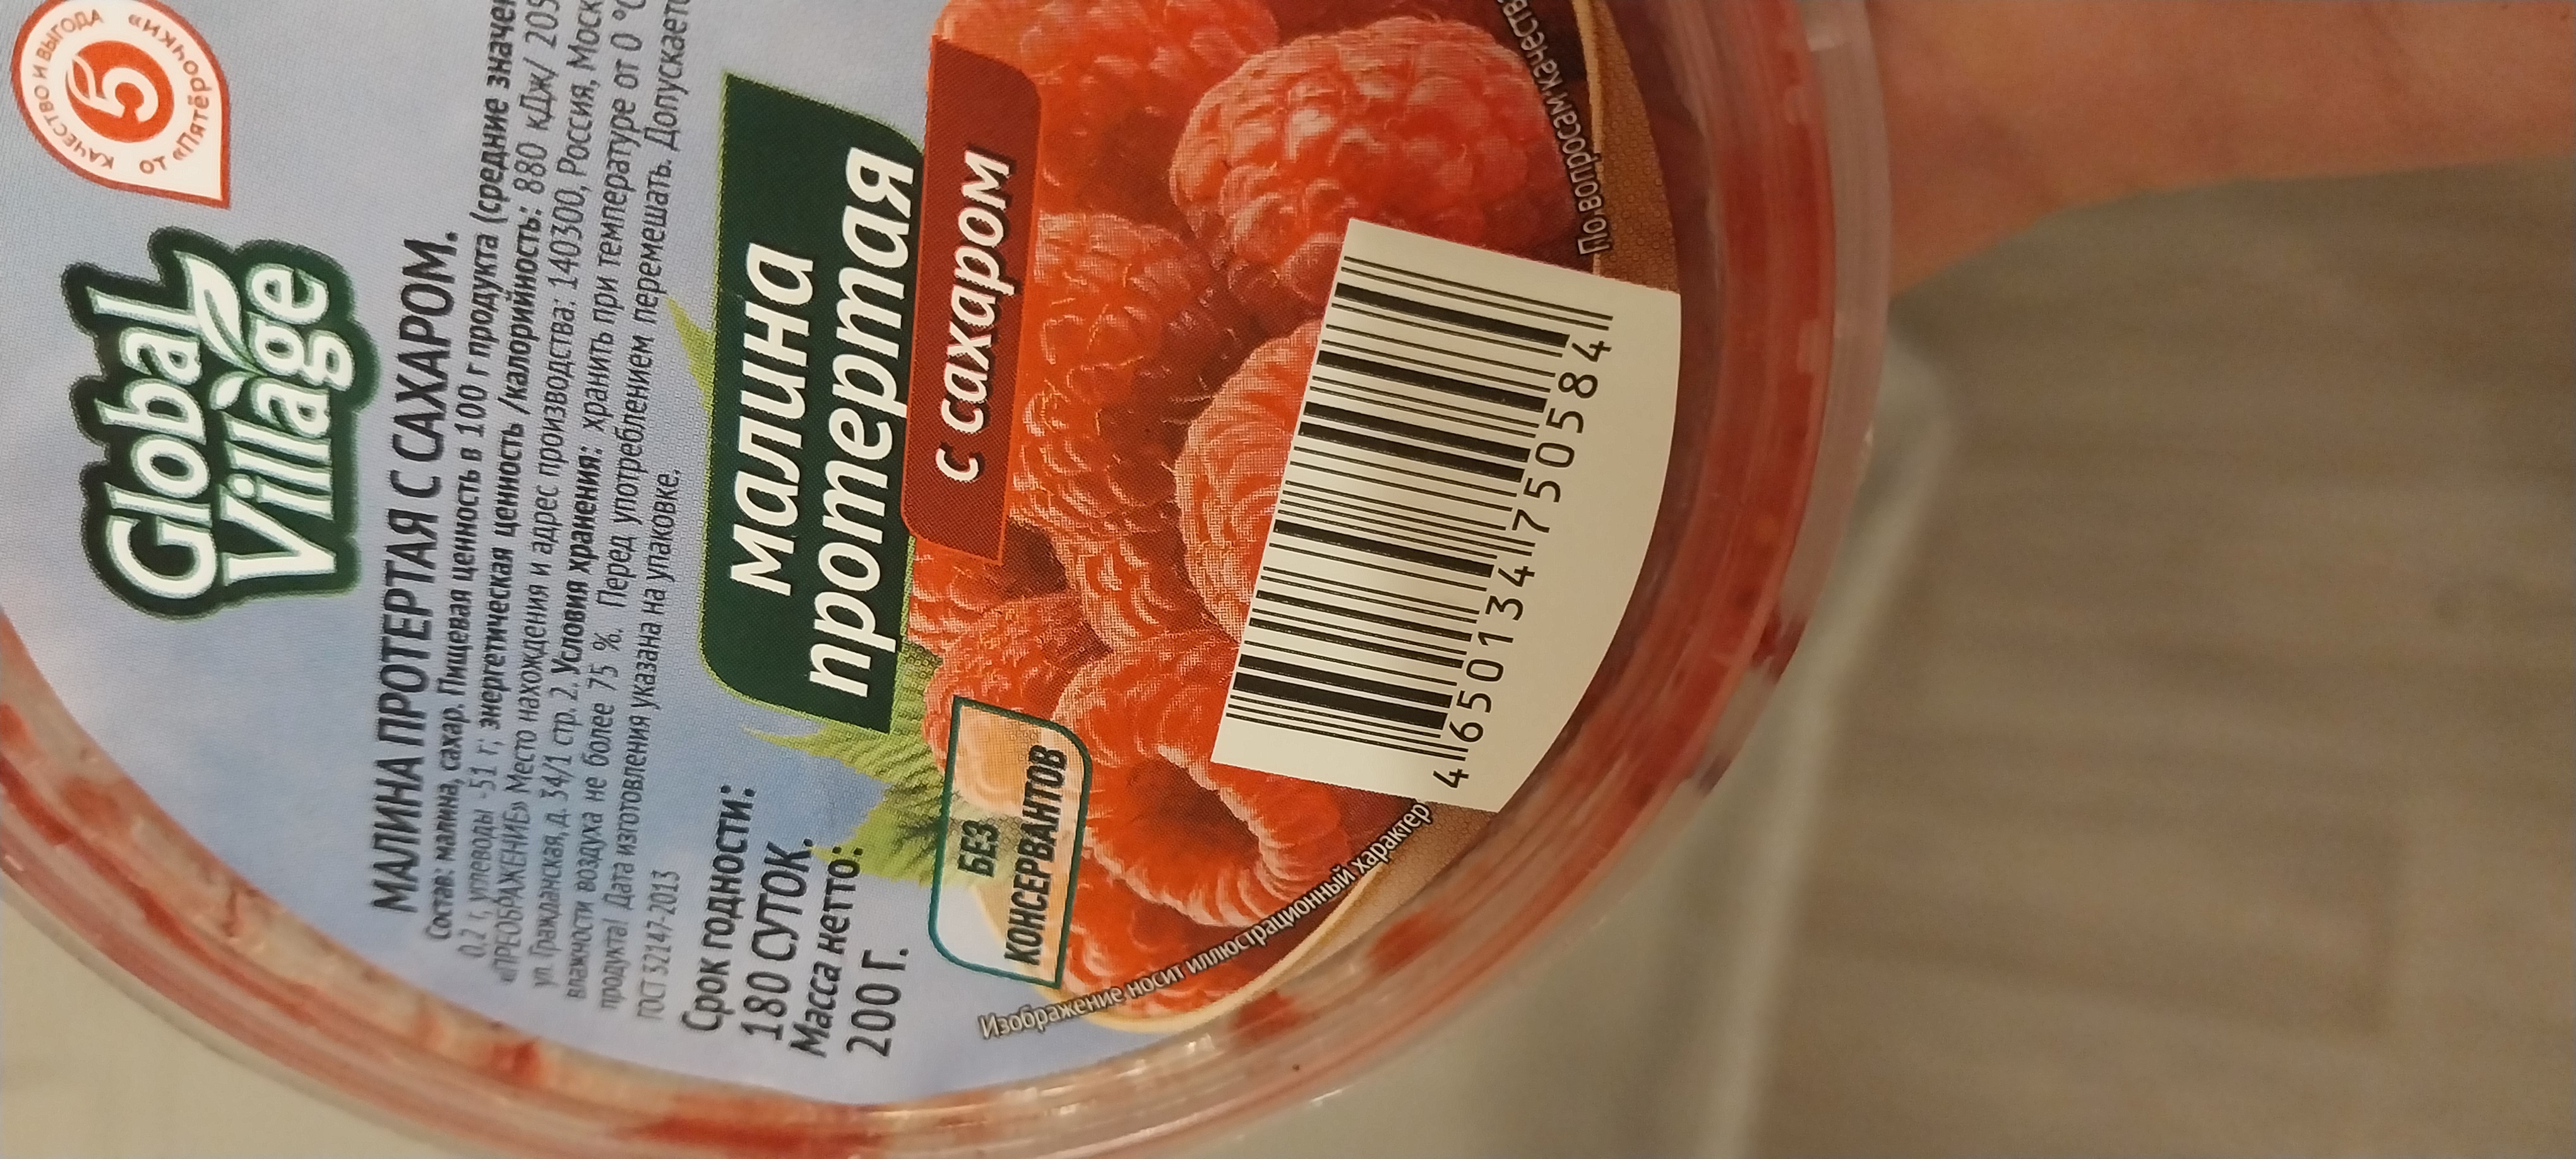 Global
Village
КАЧЕСТВО И ВЫГОДА
5
ОТ «ПЯТЁРОЧКИ»
МАЛИНА ПРОТЕРТАЯ С САХАРОМ.
Состав: малина, сахар. Пищевая ценность в 100 г продукта (средние
0,2 г, углеводы -51 г; энергетическая ценность /калорийность: 880 кДж/ 205
«ПРЕОБРАЖЕНИЕ» Место нахождения и адрес производства: 140300, Россия,
ул. Гражданская, д. 34/1 стр. 2. Условия хранения: хранить при температуре от 0 °С
влажности воздуха не более 75 %. Перед употреблением перемешать.
продукта! Дата изготовления указана на упаковке.
ГОСТ 32147-2013
Срок годности:
180 СУТОК.
Масса нетто:
200 Г.
малина
протертая
с сахаром
БЕЗ
КОНСЕРВАНТОВ
Изображение носит иллюстрационный характер
4 650134 750584
По вопросам качества